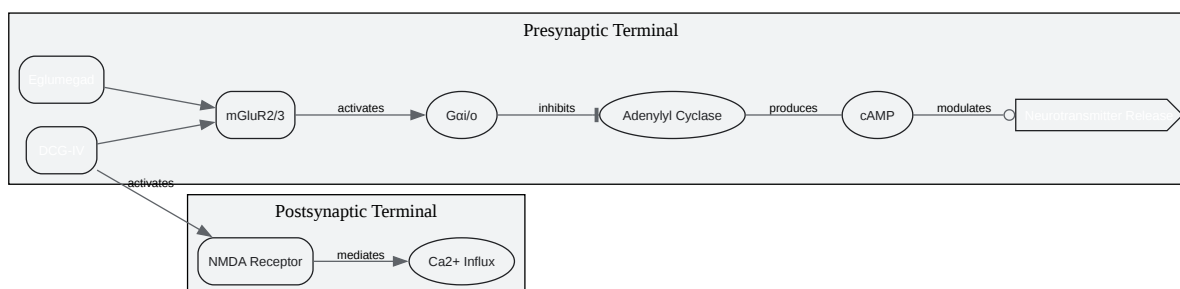 Presynaptic Terminal
Eglumegad
DCG-IV
mGluR2/3
activates
Gαi/o
inhibits
Adenylyl Cyclase
produces
cAMP
modulates
Neurotransmitter Release
activates
Postsynaptic Terminal
NMDA Receptor
mediates
Ca2+ Influx